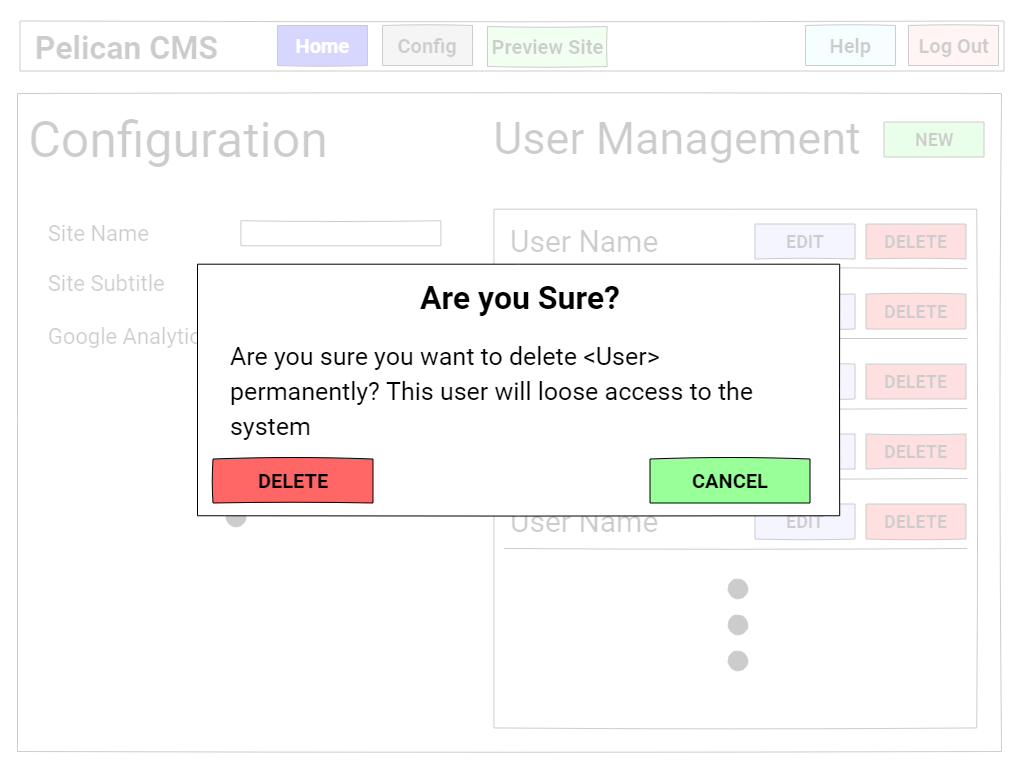 Pelican CMS Home Config Preview Site Help Log Out
Configuration
User Management NEW
Site Name
User Name EDIT DELETE
Site Subtitle
DELETE
Google Analytic
Are you Sure?
Are you sure you want to delete <User>
permanently? This user will loose access to the
system
DELETE CANCEL
DELETE
DELETE
User Name EDIT DELETE